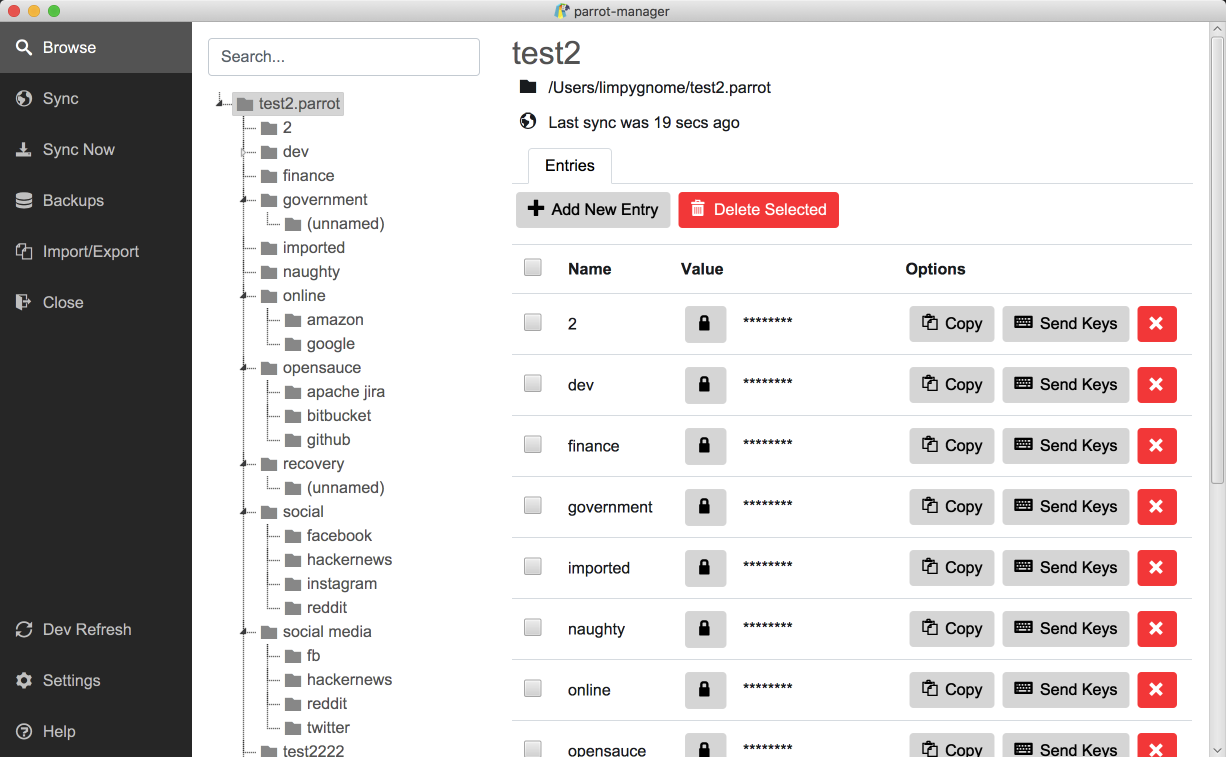 parrot-manager
Browse
Sync
Sync Now
Backups
Import/Export
Close
Dev Refresh
Settings
Help
Search...
test2.parrot
2
dev
finance
government
(unnamed)
imported
naughty
online
amazon
google
opensauce
apache jira
bitbucket
github
recovery
(unnamed)
social
facebook
hackernews
instagram
reddit
social media
fb
hackernews
reddit
twitter
test2222
test2
/Users/limpygnome/test2.parrot
Last sync was 19 secs ago
Entries
Add New Entry Delete Selected
Name Value Options
2 ******** Copy Send Keys
dev ******** Copy Send Keys
finance ******** Copy Send Keys
government ******** Copy Send Keys
imported ******** Copy Send Keys
naughty ******** Copy Send Keys
online ******** Copy Send Keys
opensauce ******** Copy Send Keys